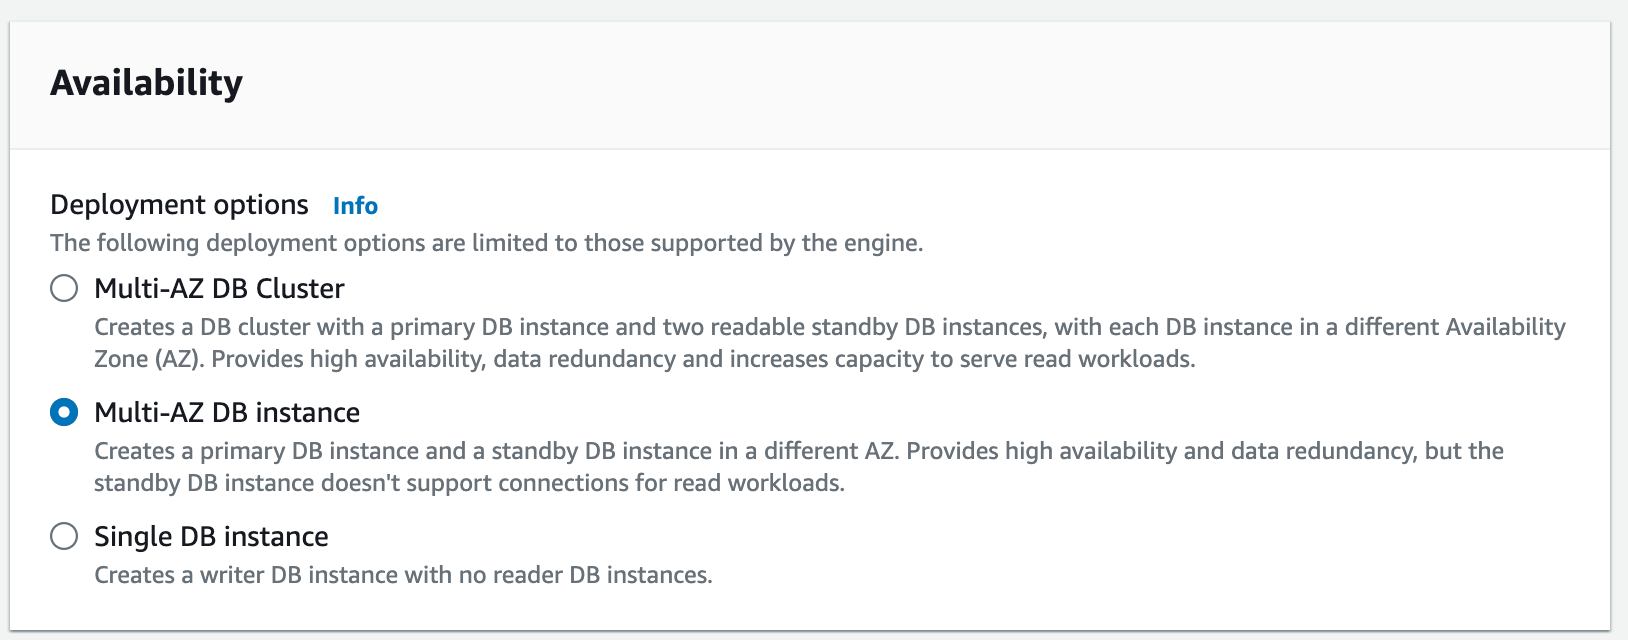 Availability
Deployment options Info
The following deployment options are limited to those supported by the engine.
Multi-AZ DB Cluster
Creates a DB cluster with a primary DB instance and two readable standby DB instances, with each DB instance in a different Availability
Zone (AZ). Provides high availability, data redundancy and increases capacity to serve read workloads.
Multi-AZ DB instance
Creates a primary DB instance and a standby DB instance in a different AZ. Provides high availability and data redundancy, but the
standby DB instance doesn't support connections for read workloads.
Single DB instance
Creates a writer DB instance with no reader DB instances.